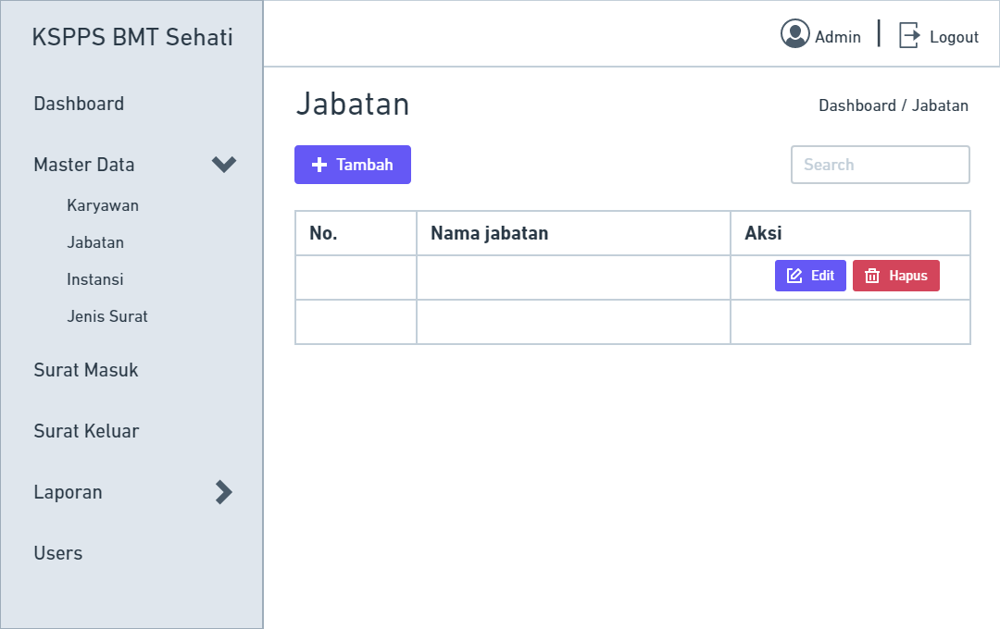 KSPPS BMT Sehati
Admin
Logout
Dashboard
Master Data
Karyawan
Jabatan
Instansi
Jenis Surat
Surat Masuk
Surat Keluar
Laporan
Users
Jabatan
Dashboard / Jabatan
Tambah
Search
No. Nama jabatan Aksi
Edit Hapus